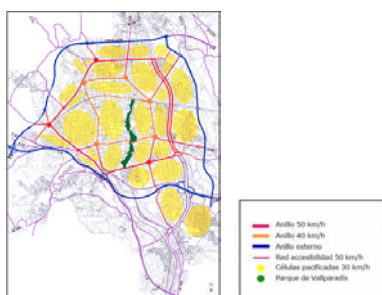 Anillo 50 km/h
Anillo 40 km/h
Anillo externo
Red accesibilidad 50 km/h
Células pacificadas 30 km/h
Parque de Vallparadís